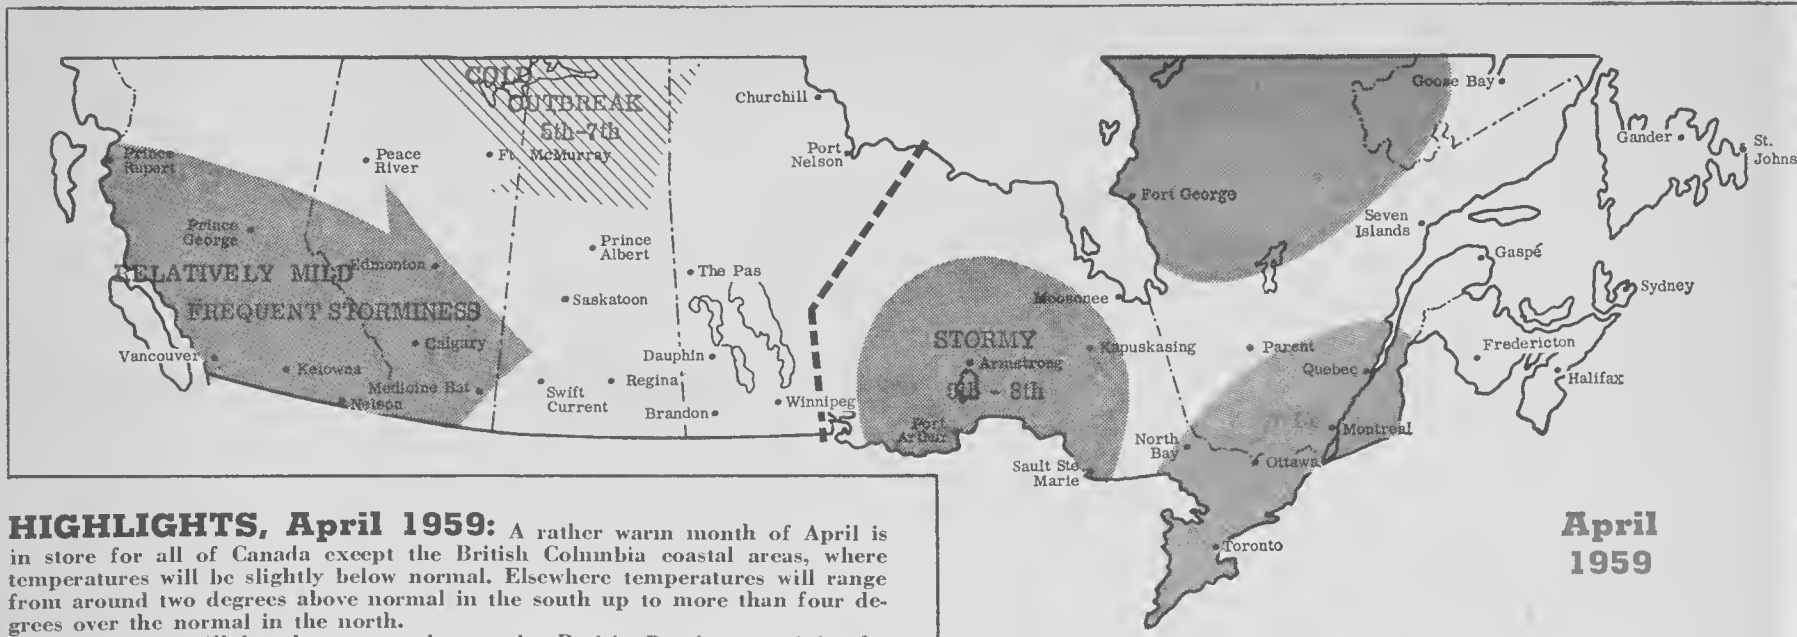 COLD
OUTBREAK
5th-7th
Churchill
Goose Bay
Gander
St.
Johns
Prince
Rupert
Peace
River
Ft. McMurray
Port
Nelson
Fort George
Prince
George
Prince
Albert
Seven
Islands
Gaspé
RELATIVELY MILD
Edmonton
The Pas
FREQUENT STORMINESS
Saskatoon
Moosonee
Sydney
Vancouver
Calgary
Dauphin
STORMY
Armstrong
Kapuskasing
Parent
Fredericton
Kelowna
Medicine Hat
Swift
Current
Regina
Quebec
Halifax
Nelson
Brandon
Winnipeg
- 8th
Port
Arthur
North
Bay
Montreal
Ottawa
Sault Ste
Marie
Toronto
April
1959
HIGHLIGHTS, April 1959: A rather warm month of April is
in store for all of Canada except the British Columbia coastal areas, where
temperatures will be slightly below normal. Elsewhere temperatures will range
from around two degrees above normal in the south up to more than four de-
grees over the normal in the north.